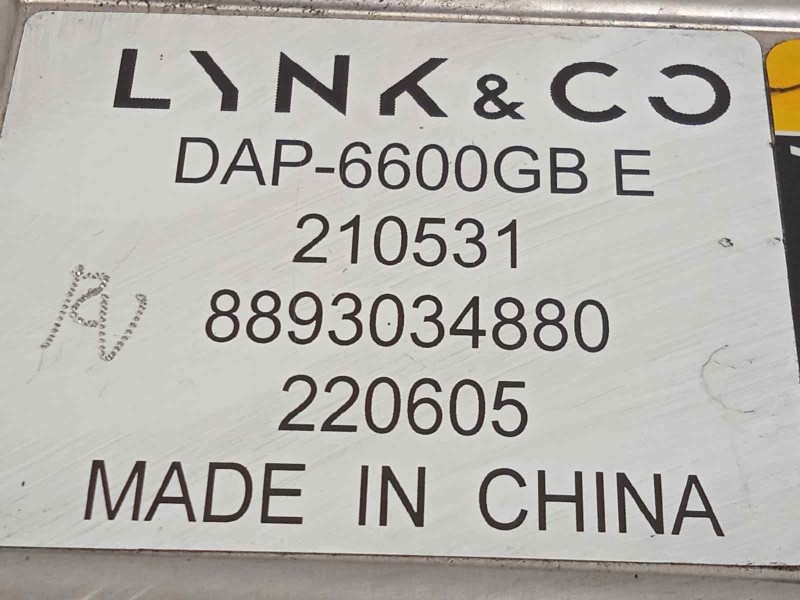 LYNK & CO
DAP-6600GB E
210531
8893034880
220605
MADE IN CHINA